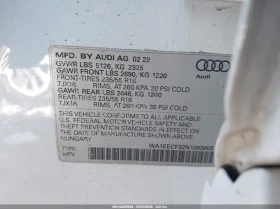 MFD. BY AUDI AG 02 22
GVWR LBS 5126, KG 2325
GAWR FRONT LBS 2690, KG 1220
FRONT-TIRES 235/55 R18
7JX18 RIMS, AT 260 KPA 38 PSI COLD
GAWR REAR LBS 2646, KG 1200
REAR-TIRES 235/55 R18
7JX18 RIMS, AT 260 KPA 38 PSI COLD
THIS VEHICLE CONFORMS TO ALL
APPLICABLE FEDERAL MOTOR VEHICLE
SAFETY AND THEFT PREVENTION
STANDARDS IN EFFECT ON THE DATE OF
MANUFACTURE SHOWN ABOVE
HUNGARY
TYPE:
MPV
Audi